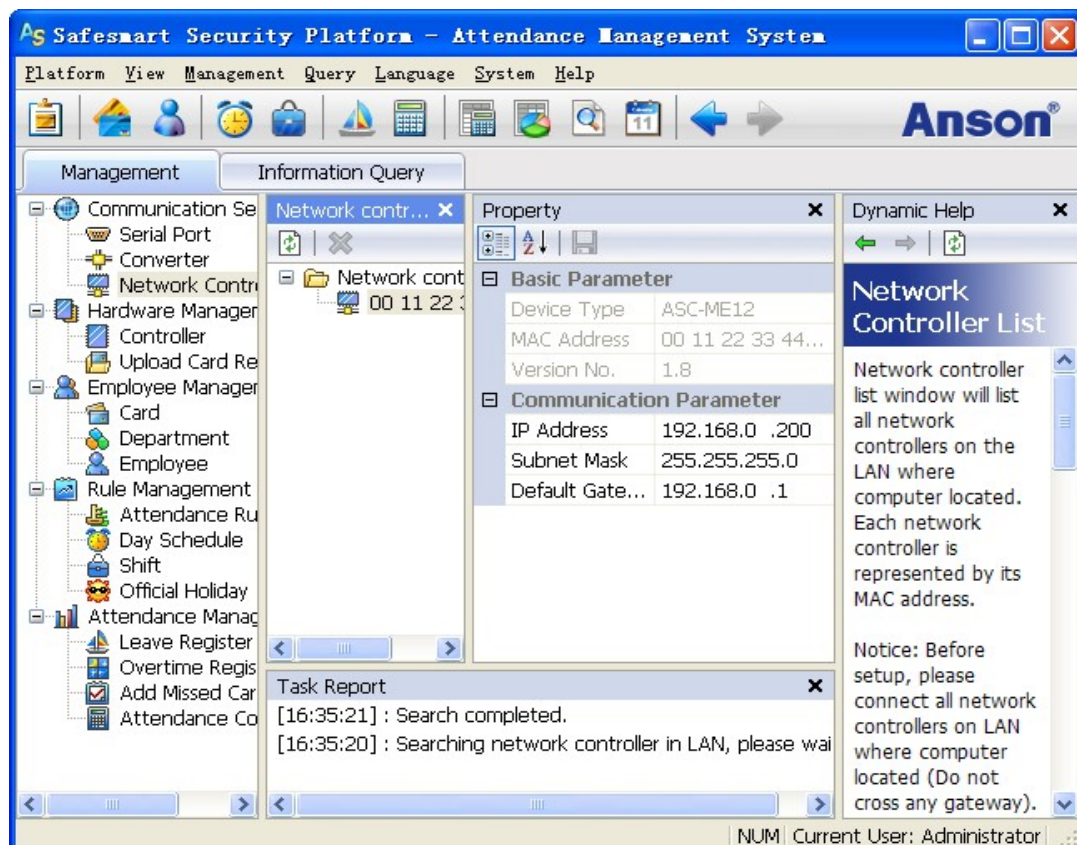 AS Safesmart Security Platform - Attendance Management System
Platform View Management Query Language System Help
11
Anson®
Management
Information Query
Communication Se
Serial Port
Converter
Network Contr
Hardware Manager
Controller
Upload Card Re
Employee Manager
Card
Department
Employee
Rule Management
Attendance Ru
Day Schedule
Shift
Official Holiday
Attendance Manag
Leave Register
Overtime Regis
Add Missed Car
Attendance Co
Network contr...
Network cont
00 11 22 3
Property
Basic Parameter
Device Type ASC-ME12
MAC Address 00 11 22 33 44...
Version No. 1.8
Communication Parameter
IP Address 192.168.0 .200
Subnet Mask 255.255.255.0
Default Gate... 192.168.0 .1
Task Report
[16:35:21] : Search completed.
[16:35:20] : Searching network controller in LAN, please wai
Dynamic Help
Network
Controller List
Network controller
list window will list
all network
controllers on the
LAN where
computer located.
Each network
controller is
represented by its
MAC address.
Notice: Before
setup, please
connect all network
controllers on LAN
where computer
located (Do not
cross any gateway).
NUM Current User: Administrator